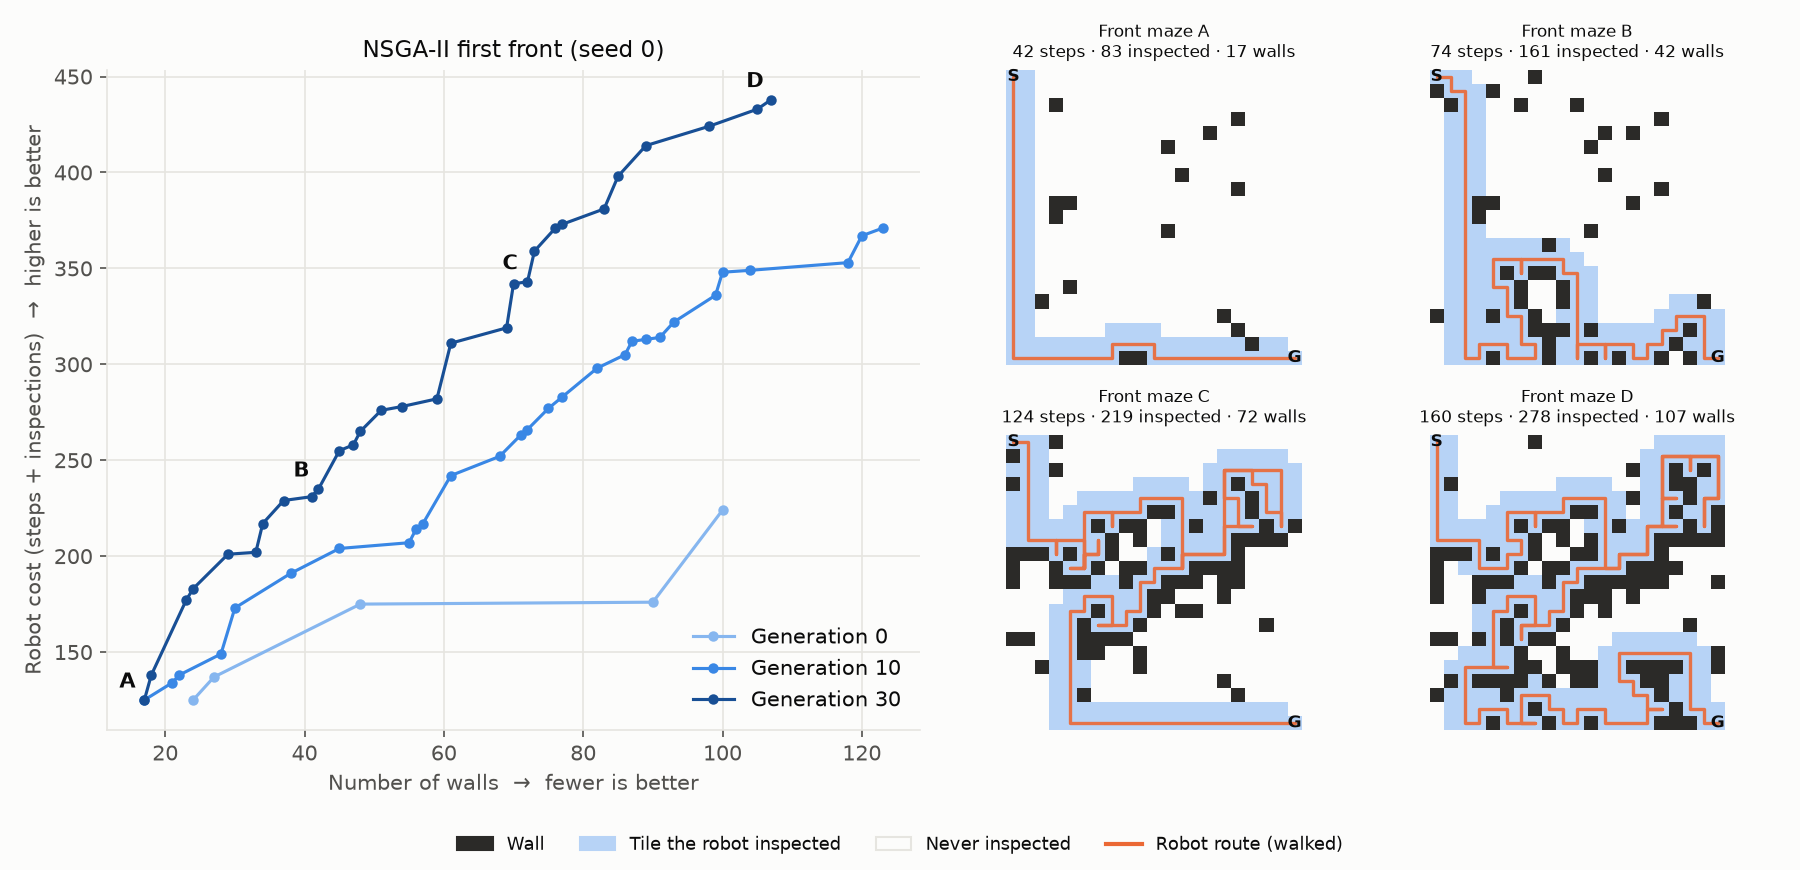 NSGA-II first front (seed 0)
Robot cost (steps + inspections) → higher is better
450
400
350
300
250
200
150
A
B
C
D
Generation 0
Generation 10
Generation 30
20 40 60 80 100 120
Number of walls → fewer is better
Front maze A
42 steps · 83 inspected · 17 walls
S
G
Front maze B
74 steps · 161 inspected · 42 walls
S
G
Front maze C
124 steps · 219 inspected · 72 walls
S
G
Front maze D
160 steps · 278 inspected · 107 walls
S
G
Wall Tile the robot inspected Never inspected Robot route (walked)